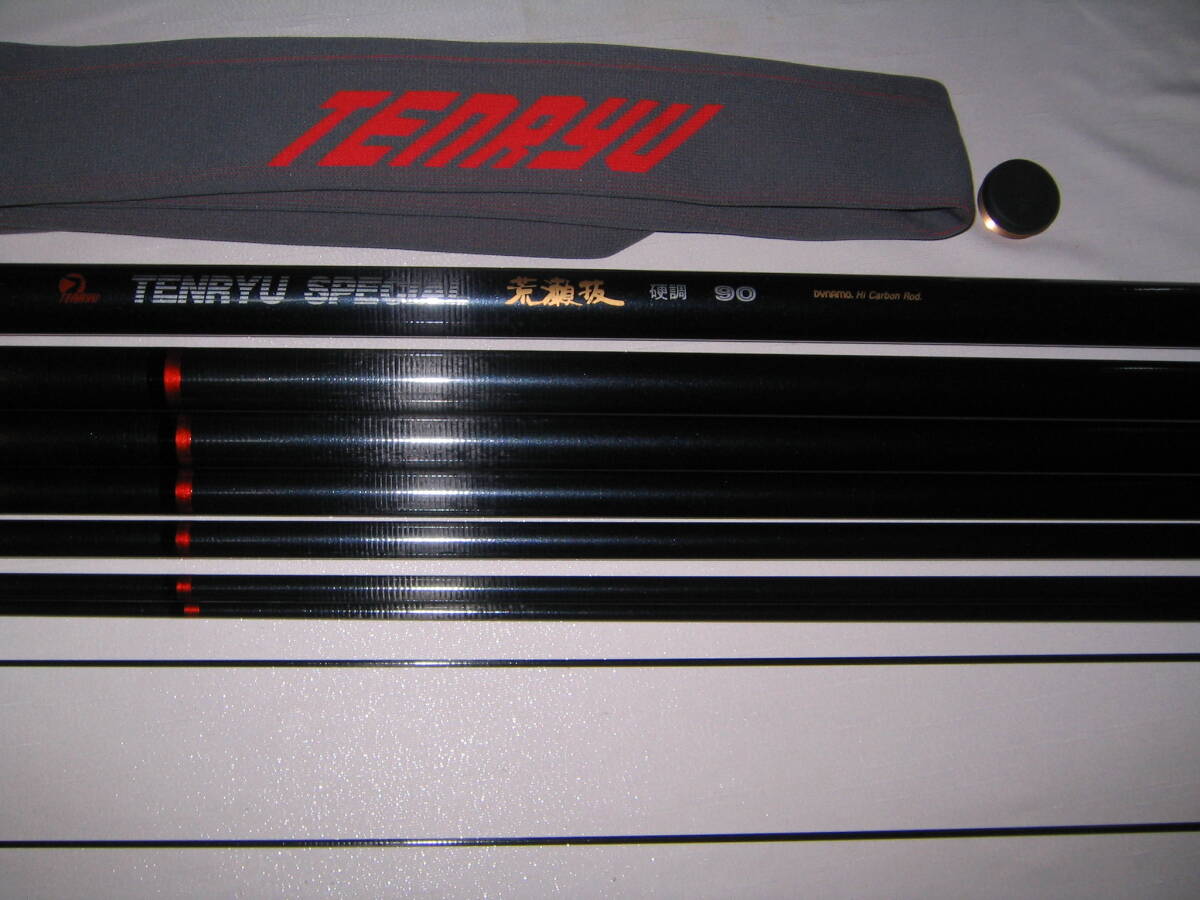 TENRYU
TENRYU TENRYU SPECIAL 荒瀬抜 硬調 90 DYNAMO. Hi Carbon Rod.